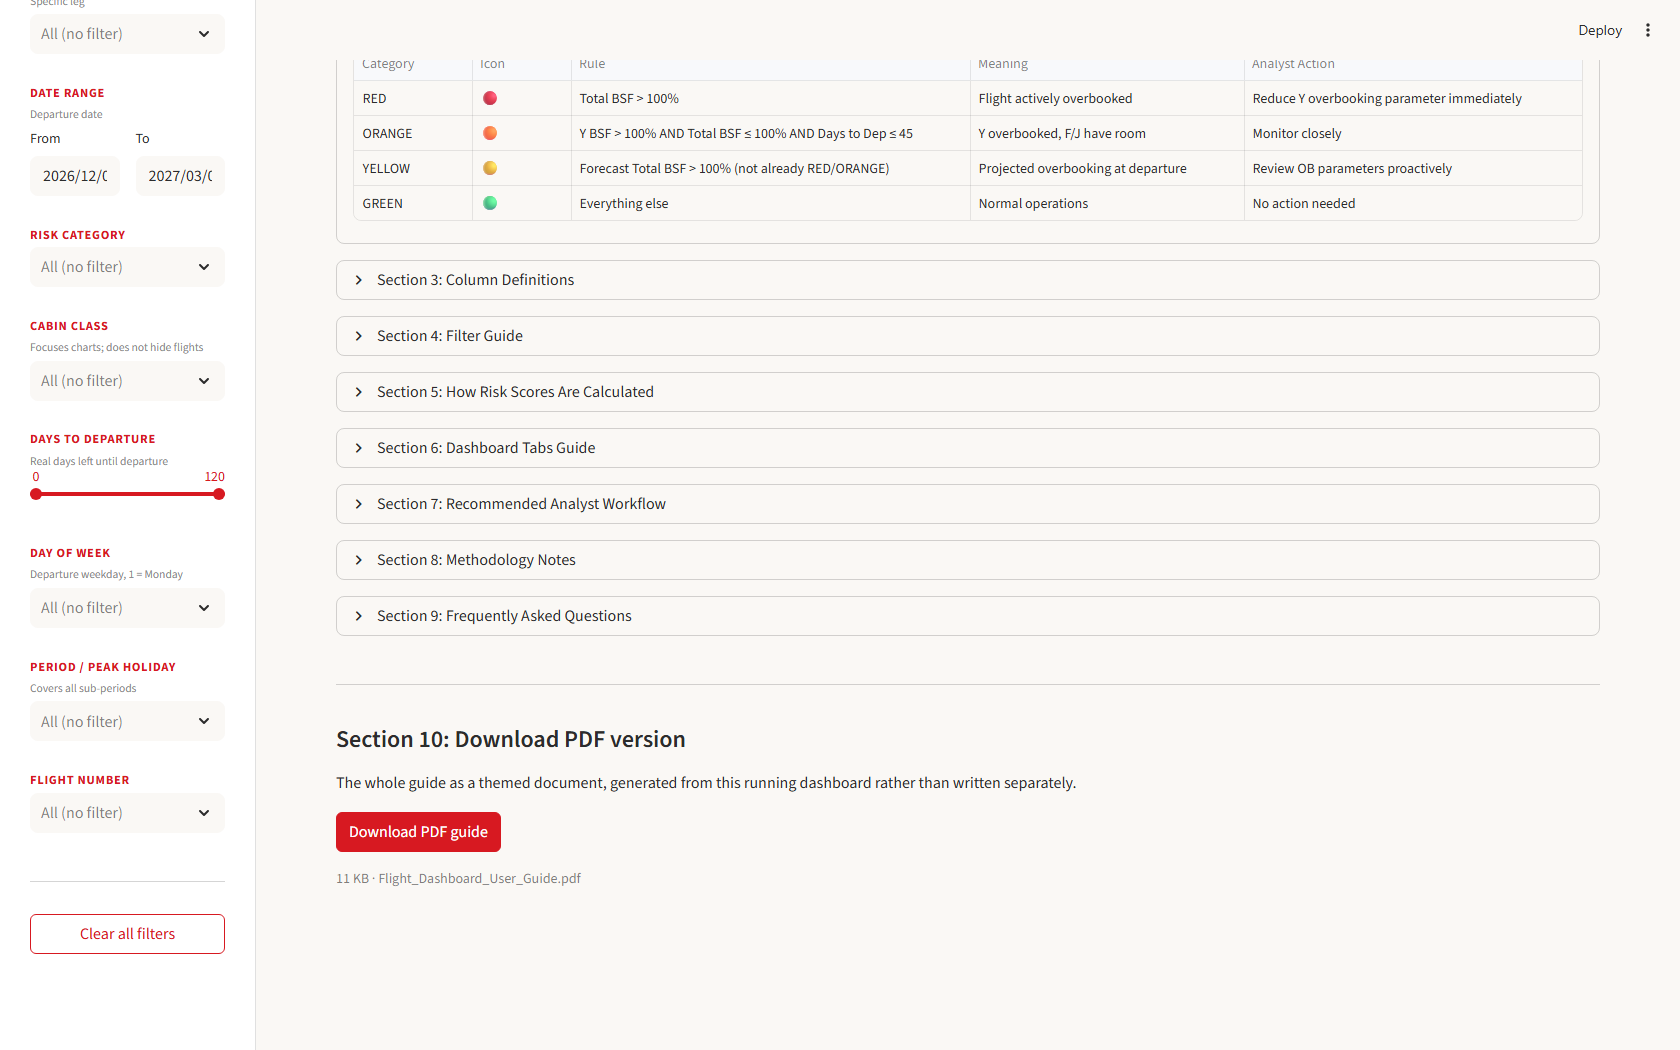 Specific leg
All (no filter)
DATE RANGE
Departure date
From To
2026/12/0 2027/03/0
RISK CATEGORY
All (no filter)
CABIN CLASS
Focuses charts; does not hide flights
All (no filter)
DAYS TO DEPARTURE
Real days left until departure
0 120
DAY OF WEEK
Departure weekday, 1 = Monday
All (no filter)
PERIOD / PEAK HOLIDAY
Covers all sub-periods
All (no filter)
FLIGHT NUMBER
All (no filter)
Clear all filters
Deploy
Category Icon Rule Meaning Analyst Action
RED Total BSF > 100% Flight actively overbooked Reduce Y overbooking parameter immediately
ORANGE Y BSF > 100% AND Total BSF ≤ 100% AND Days to Dep ≤ 45 Y overbooked, F/J have room Monitor closely
YELLOW Forecast Total BSF > 100% (not already RED/ORANGE) Projected overbooking at departure Review OB parameters proactively
GREEN Everything else Normal operations No action needed
Section 3: Column Definitions
Section 4: Filter Guide
Section 5: How Risk Scores Are Calculated
Section 6: Dashboard Tabs Guide
Section 7: Recommended Analyst Workflow
Section 8: Methodology Notes
Section 9: Frequently Asked Questions
Section 10: Download PDF version
The whole guide as a themed document, generated from this running dashboard rather than written separately.
Download PDF guide
11 KB · Flight_Dashboard_User_Guide.pdf